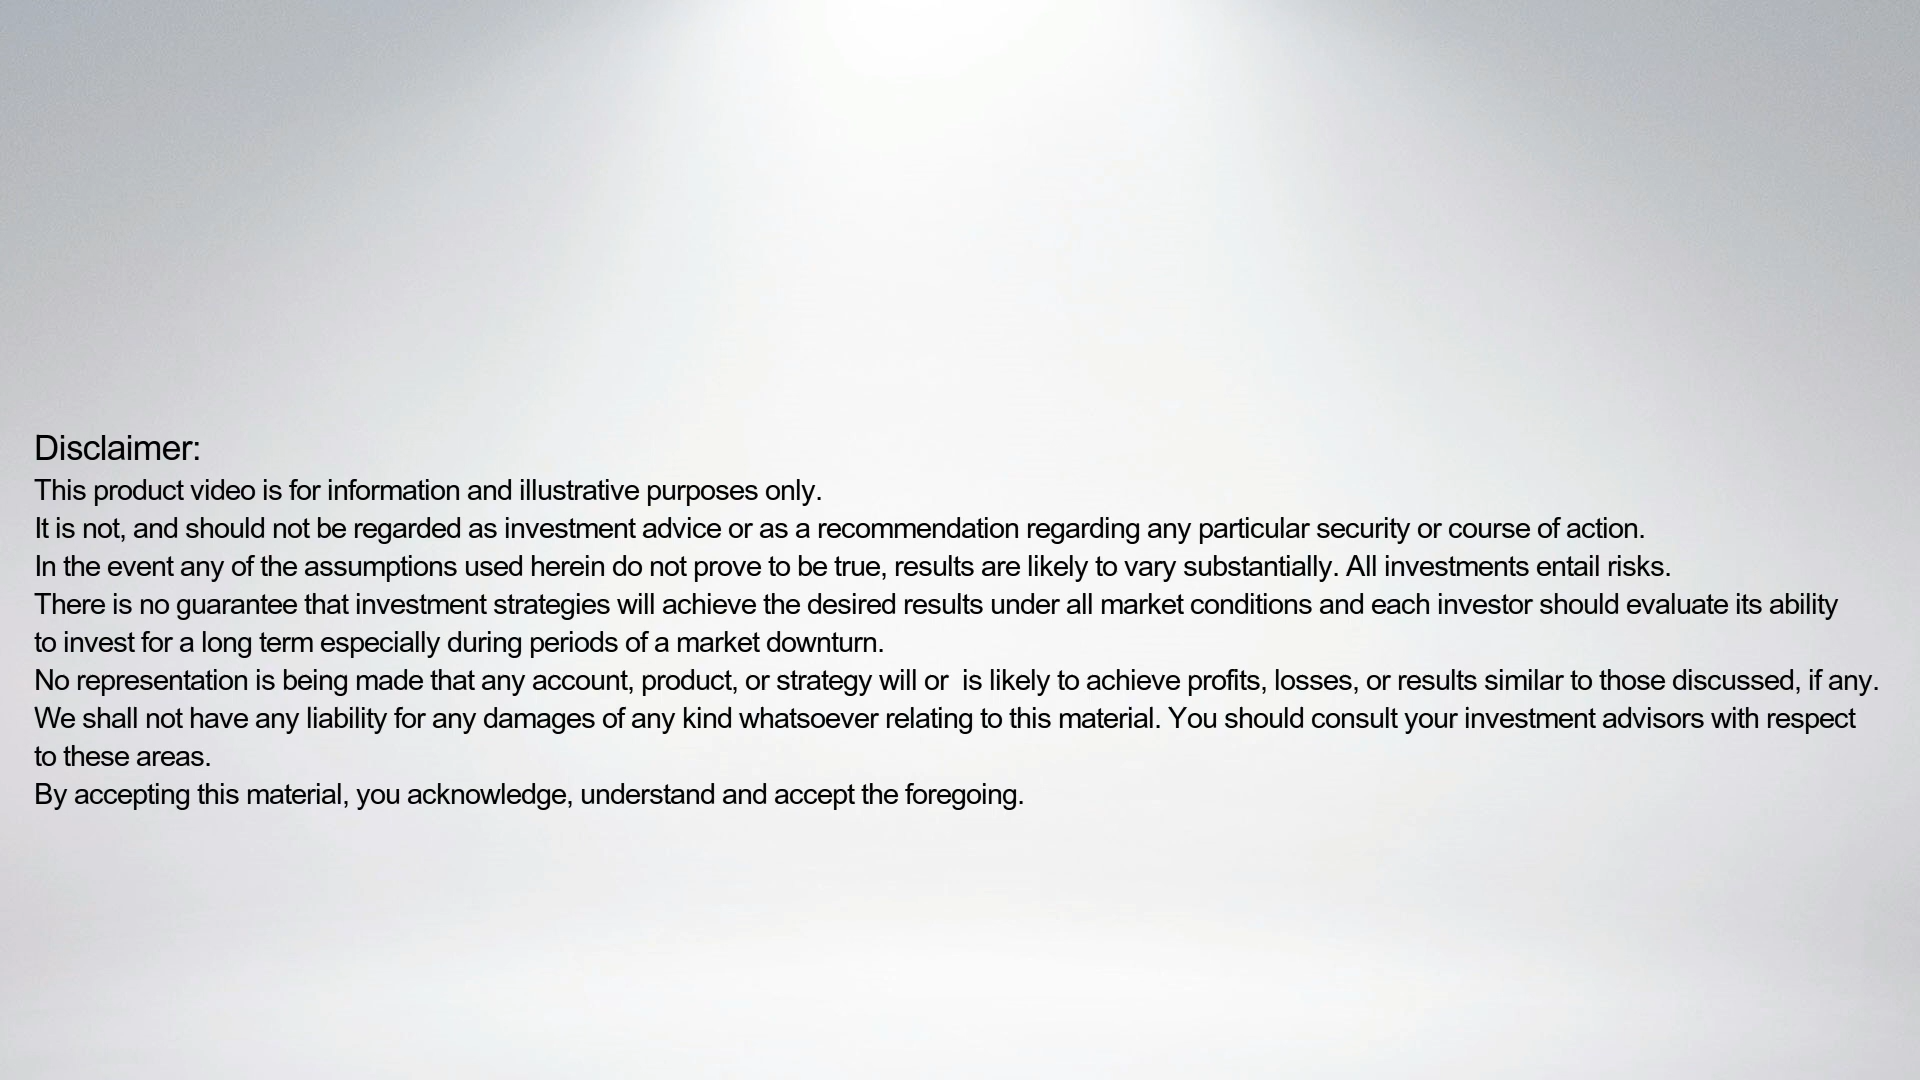 Disclaimer:
This product video is for information and illustrative purposes only.
It is not, and should not be regarded as investment advice or as a recommendation regarding any particular security or course of action.
In the event any of the assumptions used herein do not prove to be true, results are likely to vary substantially. All investments entail risks.
There is no guarantee that investment strategies will achieve the desired results under all market conditions and each investor should evaluate its ability
to invest for a long term especially during periods of a market downturn.
No representation is being made that any account, product, or strategy will or  is likely to achieve profits, losses, or results similar to those discussed, if any.
We shall not have any liability for any damages of any kind whatsoever relating to this material. You should consult your investment advisors with respect
to these areas.
By accepting this material, you acknowledge, understand and accept the foregoing.